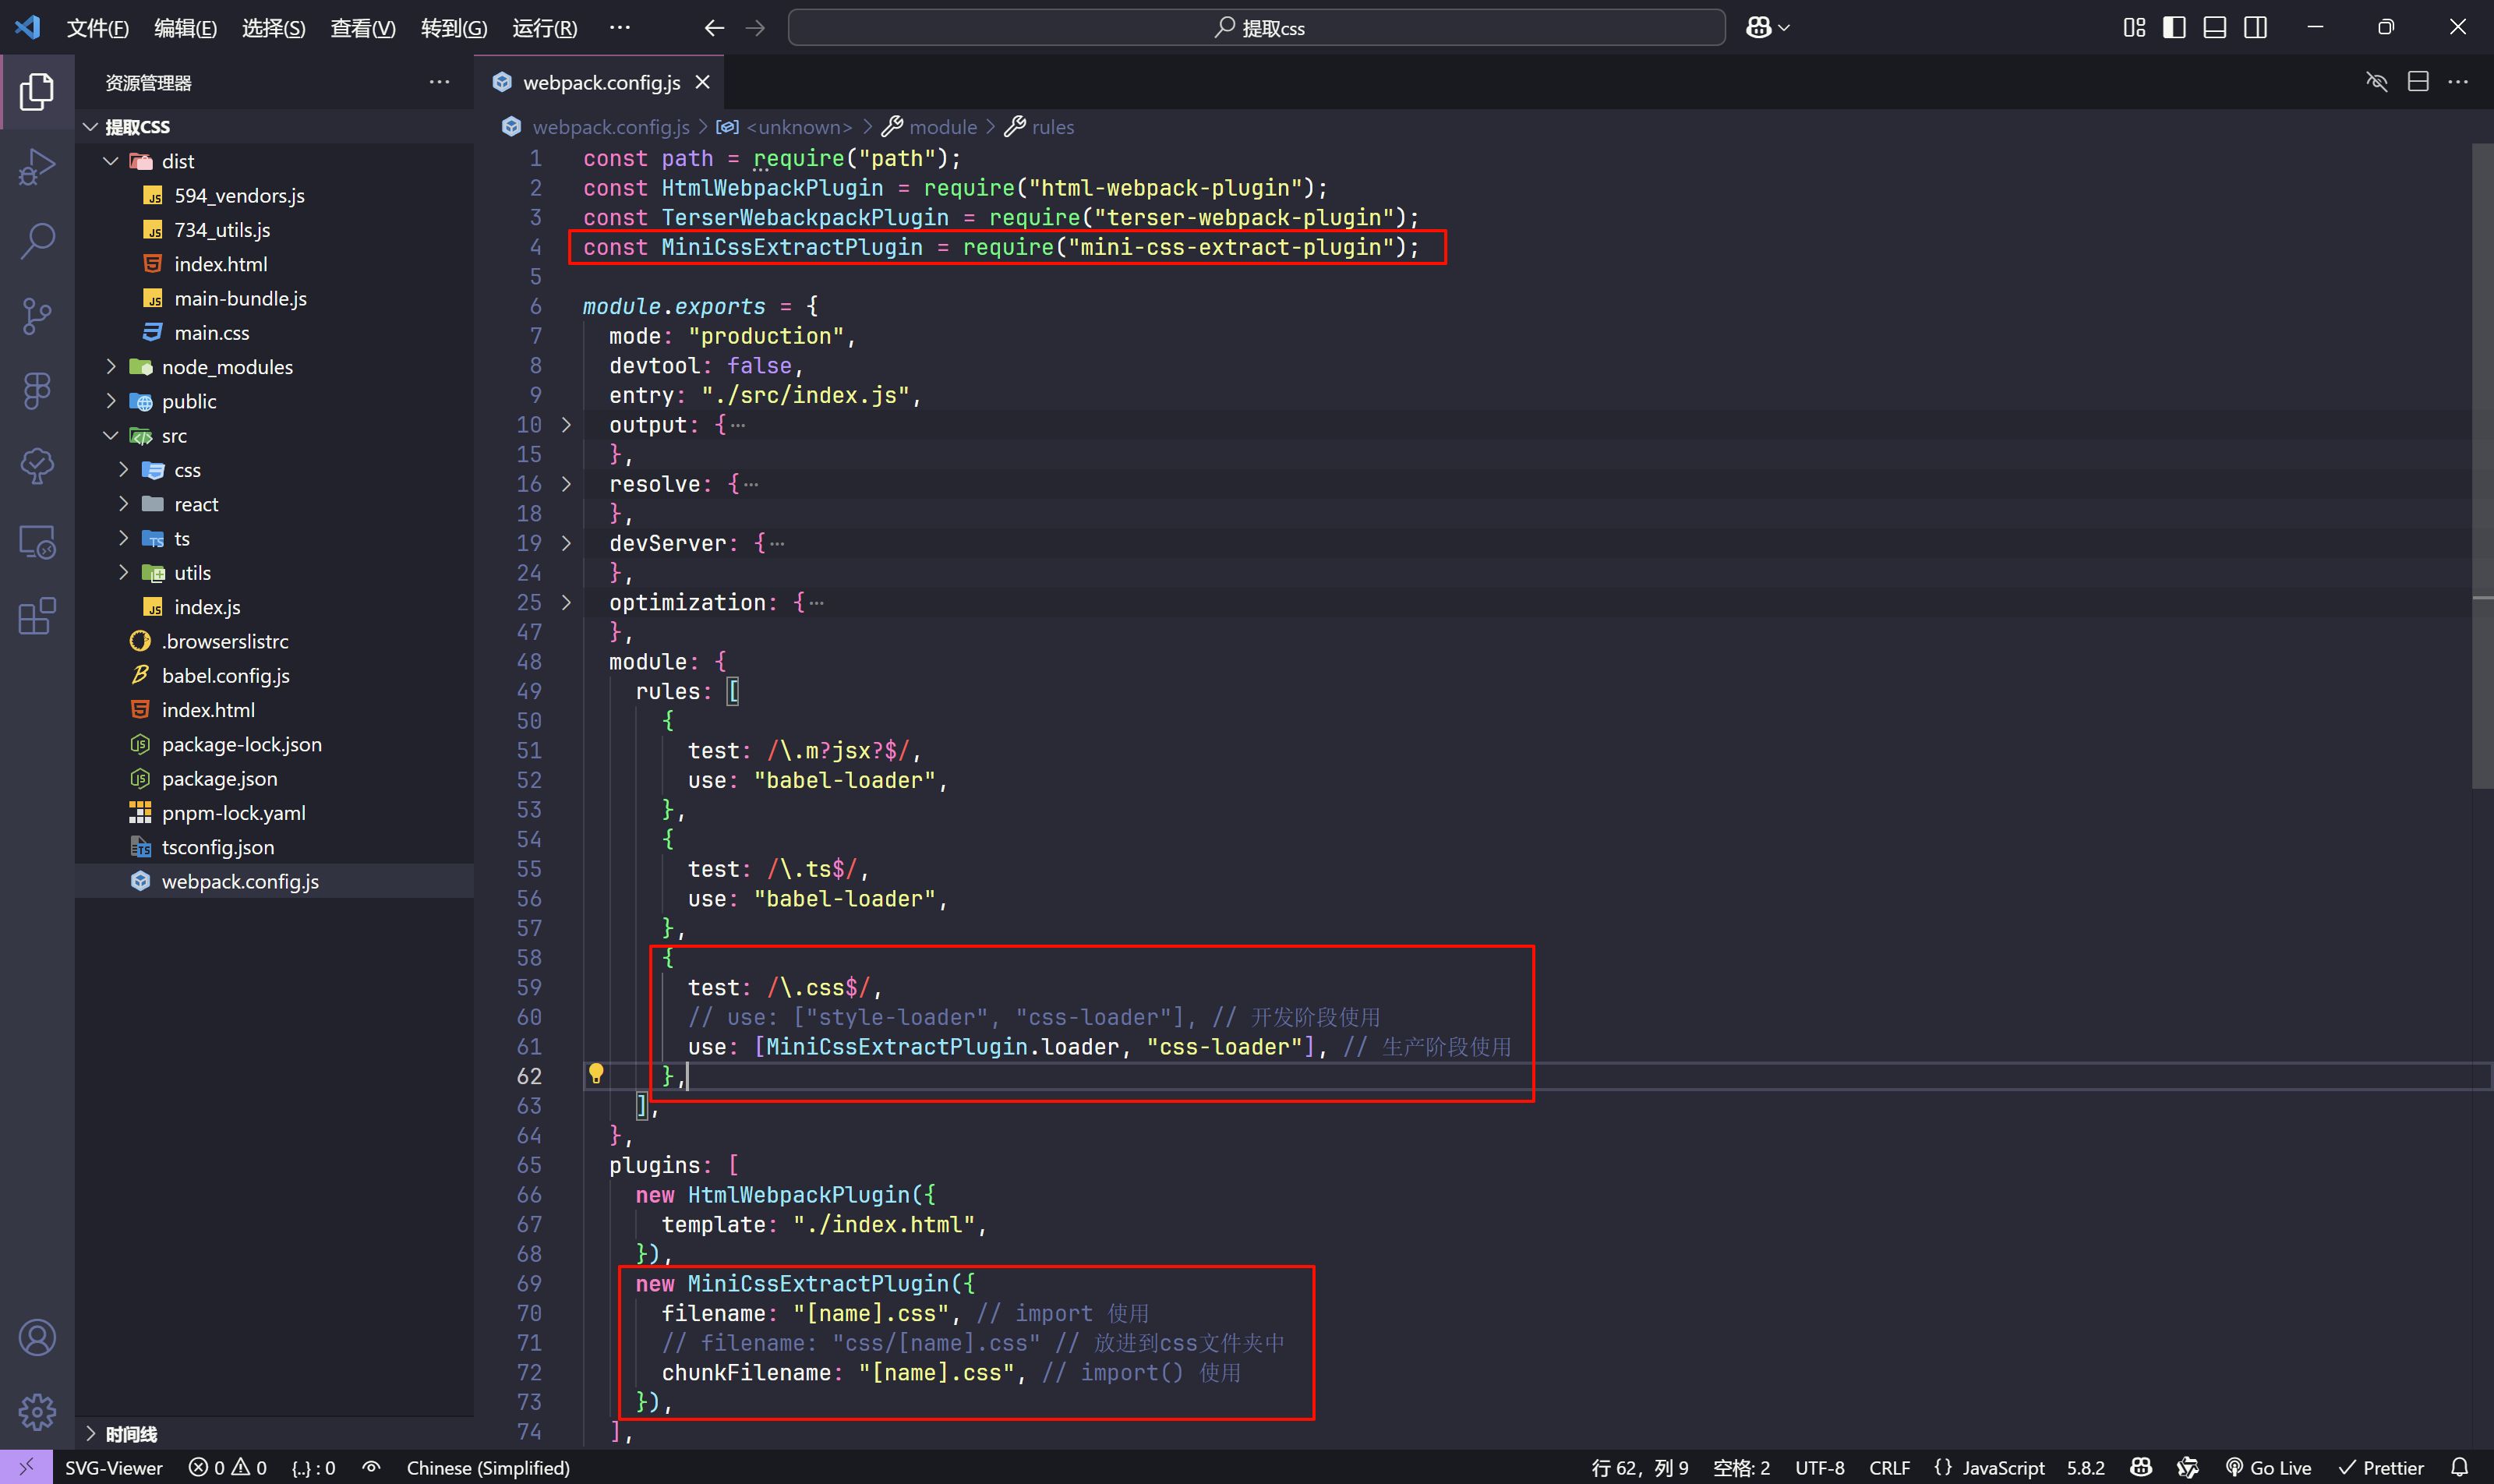 文件(F) 编辑(E) 选择(S) 查看(V) 转到(G) 运行(R) ··· 提取css
资源管理器 ···
webpack.config.js
提取CSS
dist
594_vendors.js
734_utils.js
index.html
main-bundle.js
main.css
node_modules
public
src
css
react
ts
utils
index.js
.browserslistrc
babel.config.js
index.html
package-lock.json
package.json
pnpm-lock.yaml
tsconfig.json
webpack.config.js
时间线
webpack.config.js > <unknown> > module > rules
1 const path = require("path");
2 const HtmlWebpackPlugin = require("html-webpack-plugin");
3 const TerserWebackpackPlugin = require("terser-webpack-plugin");
4 const MiniCssExtractPlugin = require("mini-css-extract-plugin");
5
6 module.exports = {
7 mode: "production",
8 devtool: false,
9 entry: "./src/index.js",
10 output: {···
15 },
16 resolve: {···
18 },
19 devServer: {···
24 },
25 optimization: {···
47 },
48 module: {
49 rules: [
50 {
51 test: /\.m?jsx?$/,
52 use: "babel-loader",
53 },
54 {
55 test: /\.ts$/,
56 use: "babel-loader",
57 },
58 {
59 test: /\.css$/,
60 // use: ["style-loader", "css-loader"], // 开发阶段使用
61 use: [MiniCssExtractPlugin.loader, "css-loader"], // 生产阶段使用
62 },
63 ],
64 },
65 plugins: [
66 new HtmlWebpackPlugin({
67 template: "./index.html",
68 }),
69 new MiniCssExtractPlugin({
70 filename: "[name].css", // import 使用
71 // filename: "css/[name].css" // 放进到css文件夹中
72 chunkFilename: "[name].css", // import() 使用
73 }),
74 ],
SVG-Viewer 0 0 {..} : 0 Chinese (Simplified) 行 62，列 9 空格: 2 UTF-8 CRLF {} JavaScript 5.8.2 Go Live Prettier